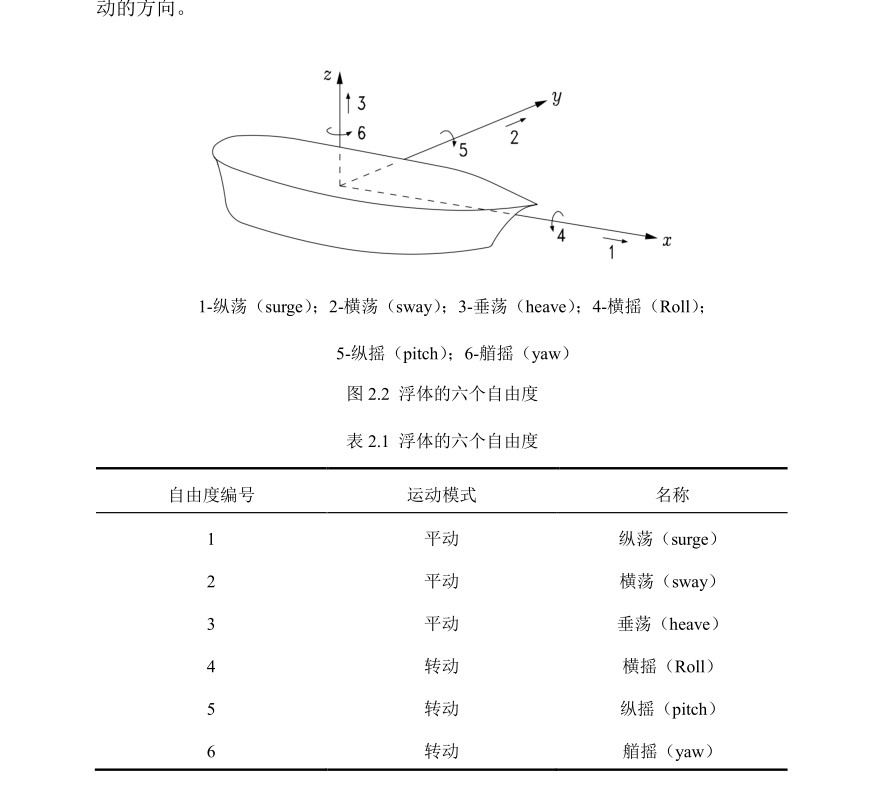 动的方向。
z
3
6
y
2
5
4
1
x
1-纵荡（surge）；2-横荡（sway）；3-垂荡（heave）；4-横摇（Roll）；
5-纵摇（pitch）；6-艏摇（yaw）
图 2.2 浮体的六个自由度
表 2.1 浮体的六个自由度
自由度编号 运动模式 名称
1 平动 纵荡（surge）
2 平动 横荡（sway）
3 平动 垂荡（heave）
4 转动 横摇（Roll）
5 转动 纵摇（pitch）
6 转动 艏摇（yaw）